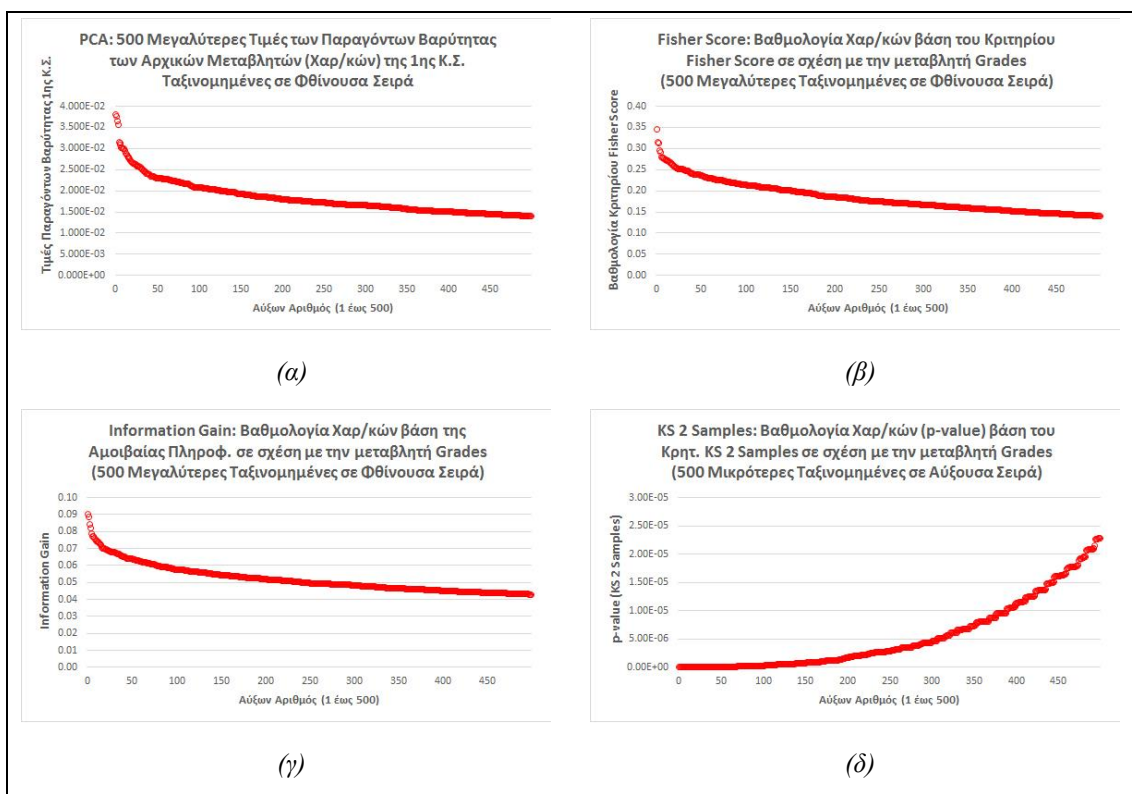 PCA: 500 Μεγαλύτερες Τιμές των Παραγόντων Βαρύτητας
των Αρχικών Μεταβλητών (Χαρ/κών) της 1ης Κ.Σ.
Ταξινομημένες σε Φθίνουσα Σειρά
Τιμές Παραγόντων Βαρύτητας 1ης Κ.Σ.
4.000E-02
3.500E-02
3.000E-02
2.500E-02
2.000E-02
1.500E-02
1.000E-02
5.000E-03
0.000E+00
0 50 100 150 200 250 300 350 400 450
Αύξων Αριθμός (1 έως 500)
(α)
Fisher Score: Βαθμολογία Χαρ/κών βάση του Κριτηρίου
Fisher Score σε σχέση με την μεταβλητή Grades
(500 Μεγαλύτερες Ταξινομημένες σε Φθίνουσα Σειρά)
Βαθμολογία Κριτηρίου Fisher Score
0.40
0.35
0.30
0.25
0.20
0.15
0.10
0.05
0.00
0 50 100 150 200 250 300 350 400 450
Αύξων Αριθμός (1 έως 500)
(β)
Information Gain: Βαθμολογία Χαρ/κών βάση της
Αμοιβαίας Πληροφ. σε σχέση με την μεταβλητή Grades
(500 Μεγαλύτερες Ταξινομημένες σε Φθίνουσα Σειρά)
Information Gain
0.10
0.09
0.08
0.07
0.06
0.05
0.04
0.03
0.02
0.01
0.00
0 50 100 150 200 250 300 350 400 450
Αύξων Αριθμός (1 έως 500)
(γ)
KS 2 Samples: Βαθμολογία Χαρ/κών (p-value) βάση του
Κρητ. KS 2 Samples σε σχέση με την μεταβλητή Grades
(500 Μικρότερες Ταξινομημένες σε Αύξουσα Σειρά)
p-value (KS 2 Samples)
3.00E-05
2.50E-05
2.00E-05
1.50E-05
1.00E-05
5.00E-06
0.00E+00
0 50 100 150 200 250 300 350 400 450
Αύξων Αριθμός (1 έως 500)
(δ)